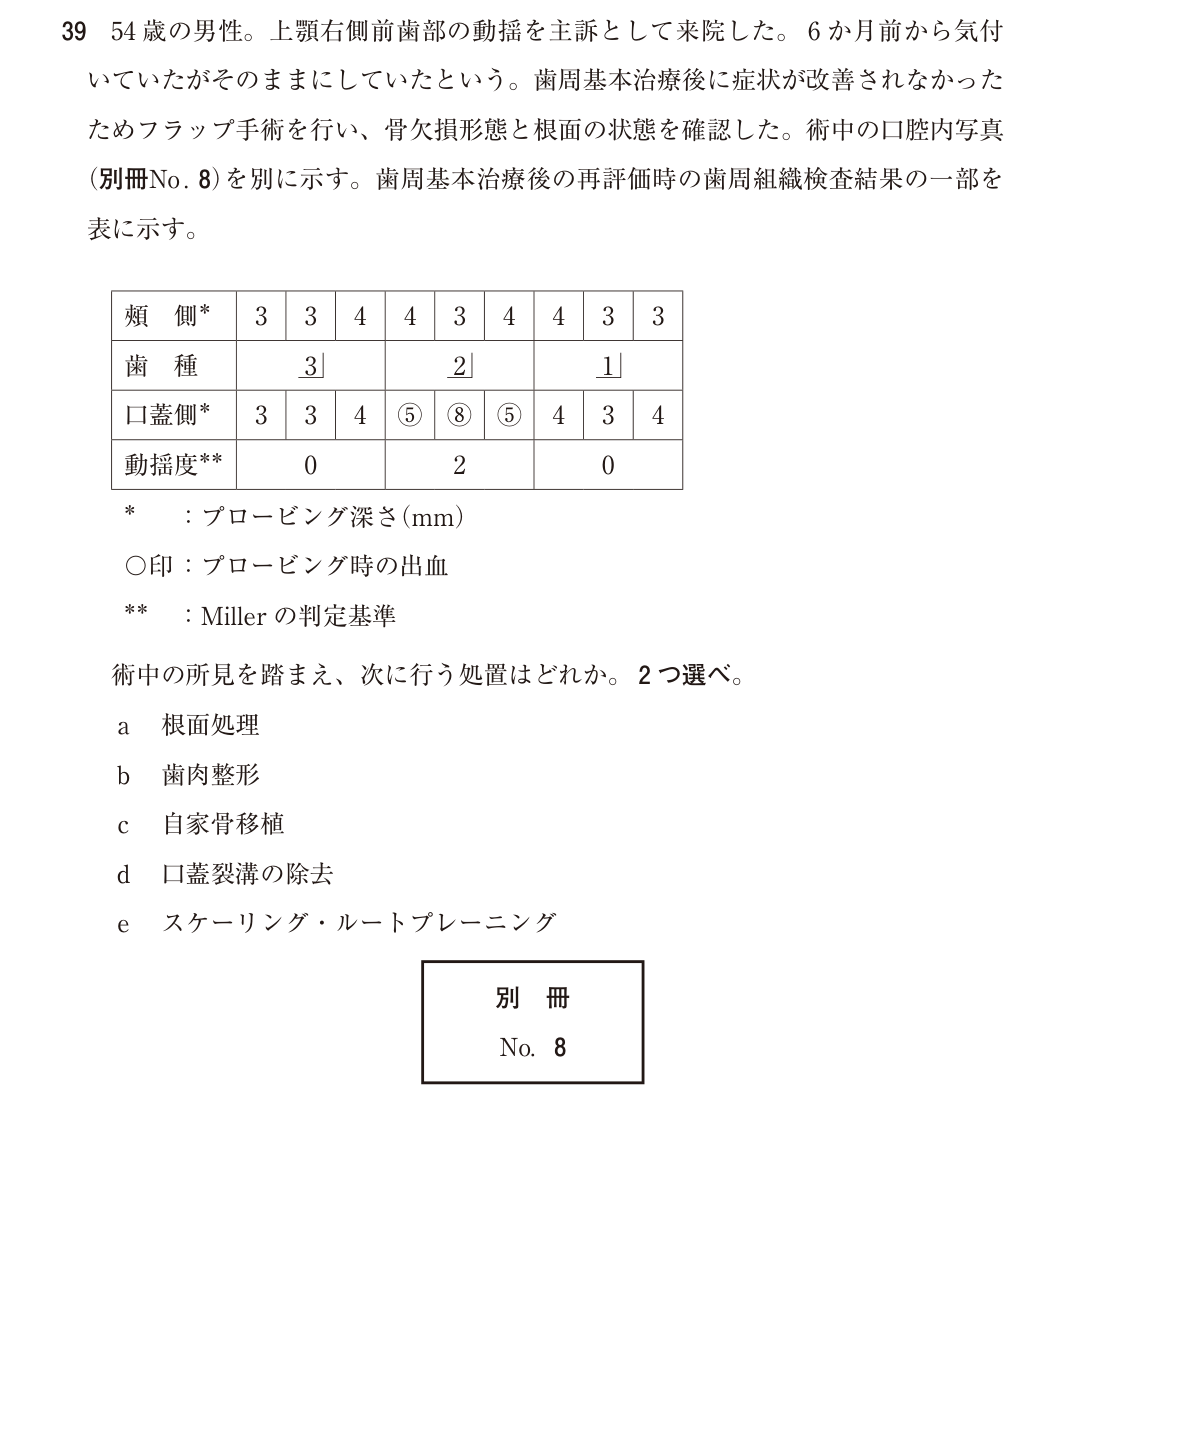 39 54歳の男性。上顎右側前歯部の動揺を主訴として来院した。6か月前から気付
いていたがそのままにしていたという。歯周基本治療後に症状が改善されなかった
ためフラップ手術を行い、骨欠損形態と根面の状態を確認した。術中の口腔内写真
(別冊No. 8)を別に示す。歯周基本治療後の再評価時の歯周組織検査結果の一部を
表に示す。
頰 側* 3 3 4 4 3 4 4 3 3
歯 種 3 2 1
口蓋側* 3 3 4 ⑤ ⑧ ⑤ 4 3 4
動揺度** 0 2 0
* :プロービング深さ(mm)
○印:プロービング時の出血
** :Millerの判定基準
術中の所見を踏まえ、次に行う処置はどれか。2つ選べ。
a 根面処理
b 歯肉整形
c 自家骨移植
d 口蓋裂溝の除去
e スケーリング・ルートプレーニング
別 冊
No. 8